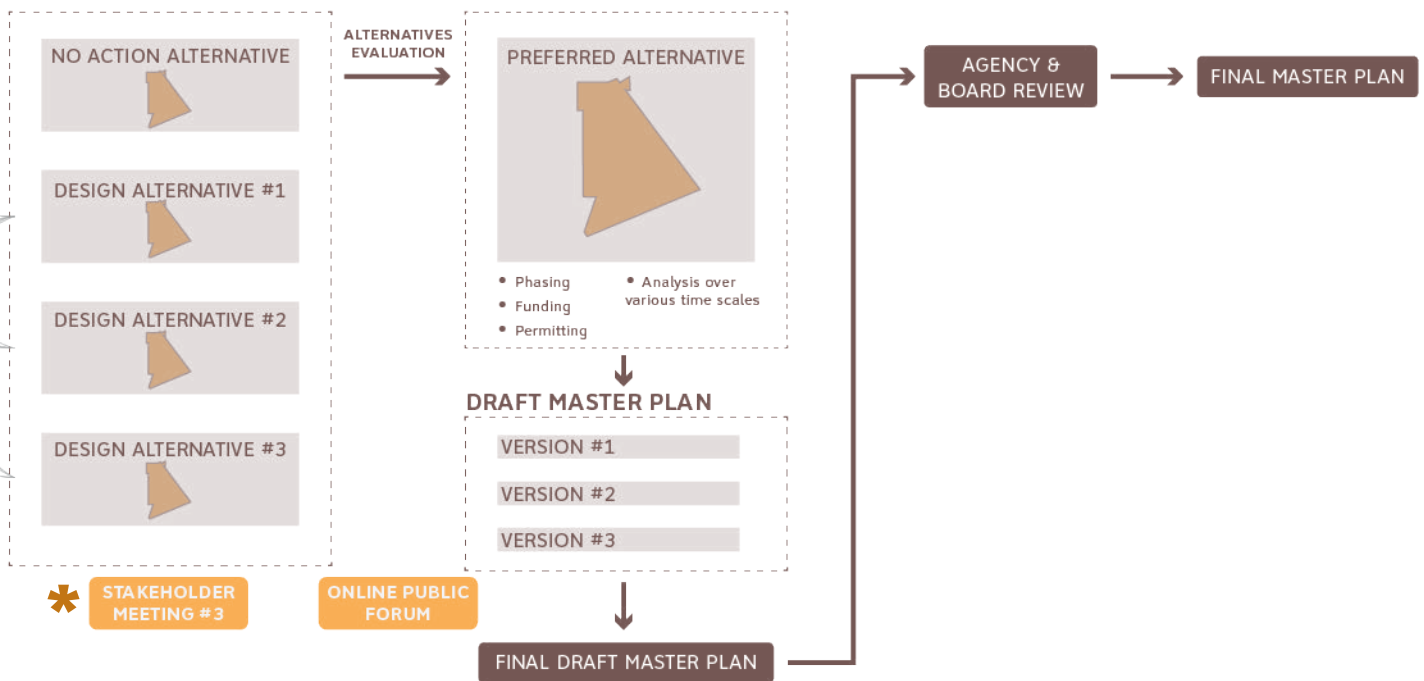 NO ACTION ALTERNATIVE
DESIGN ALTERNATIVE #1
DESIGN ALTERNATIVE #2
DESIGN ALTERNATIVE #3
* STAKEHOLDER
MEETING #3
ALTERNATIVES
EVALUATION
ONLINE PUBLIC
FORUM
PREFERRED ALTERNATIVE
• Phasing
• Funding
• Permitting
• Analysis over
various time scales
DRAFT MASTER PLAN
VERSION #1
VERSION #2
VERSION #3
FINAL DRAFT MASTER PLAN
AGENCY &
BOARD REVIEW
FINAL MASTER PLAN